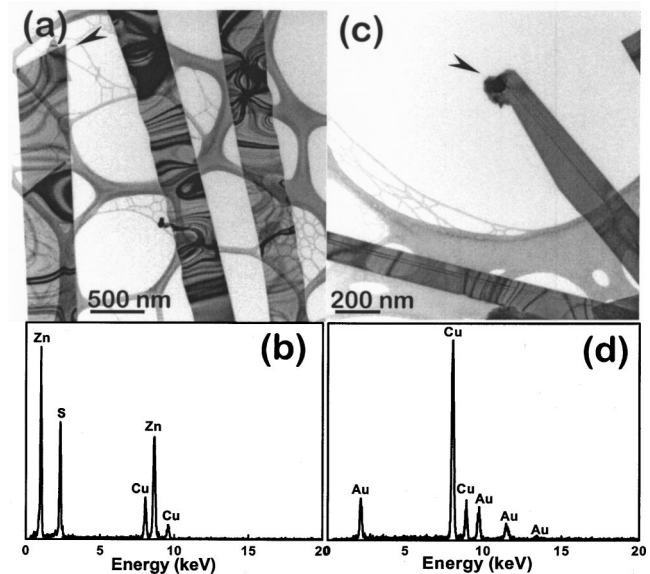 (a)
500 nm
(c)
200 nm
(b)
Zn
S
Zn
Cu
Cu
0 5 10 15 20
Energy (keV)
(d)
Cu
Au
Cu
Au
Au
Au
0 5 10 15 20
Energy (keV)